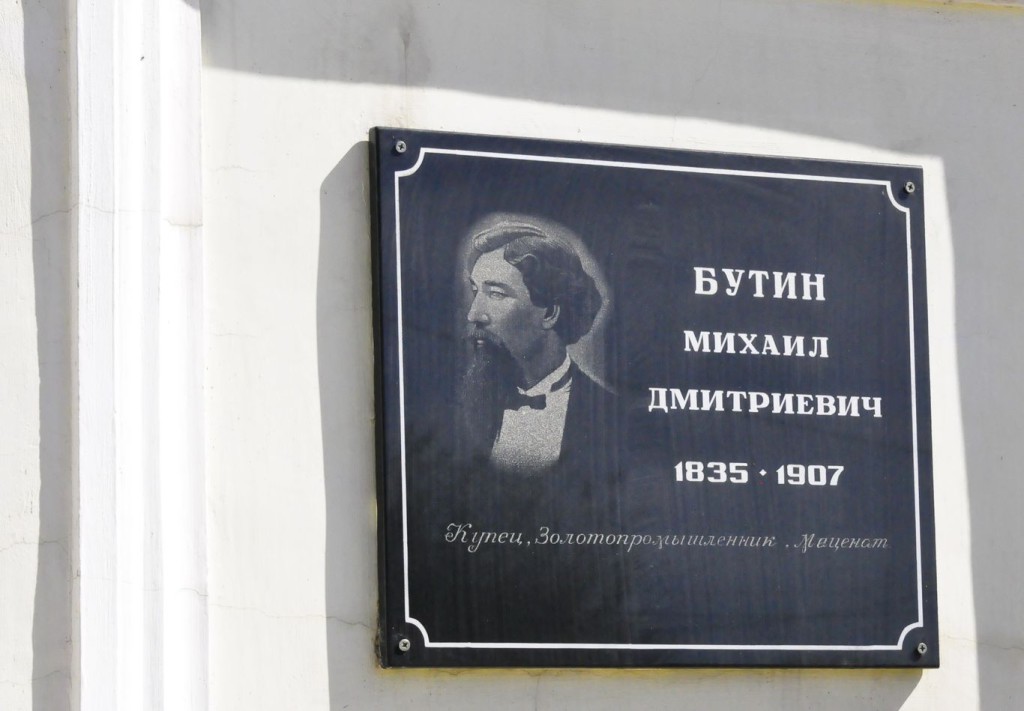 БУТИН
МИХАИЛ
ДМИТРИЕВИЧ
1835 · 1907
Купец, Золотопромышленник. Меценат